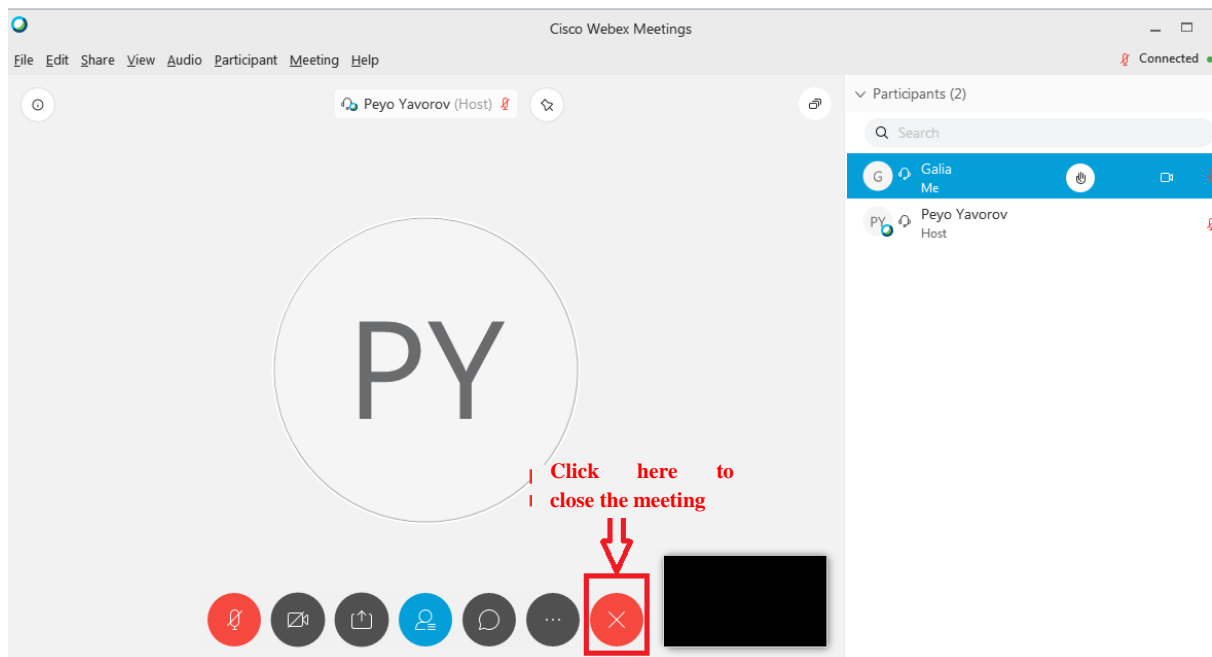 Cisco Webex Meetings
File Edit Share View Audio Participant Meeting Help
Connected
Peyo Yavorov (Host)
Participants (2)
Search
G
Galia
Me
PY
Peyo Yavorov
Host
PY
Click here to
close the meeting